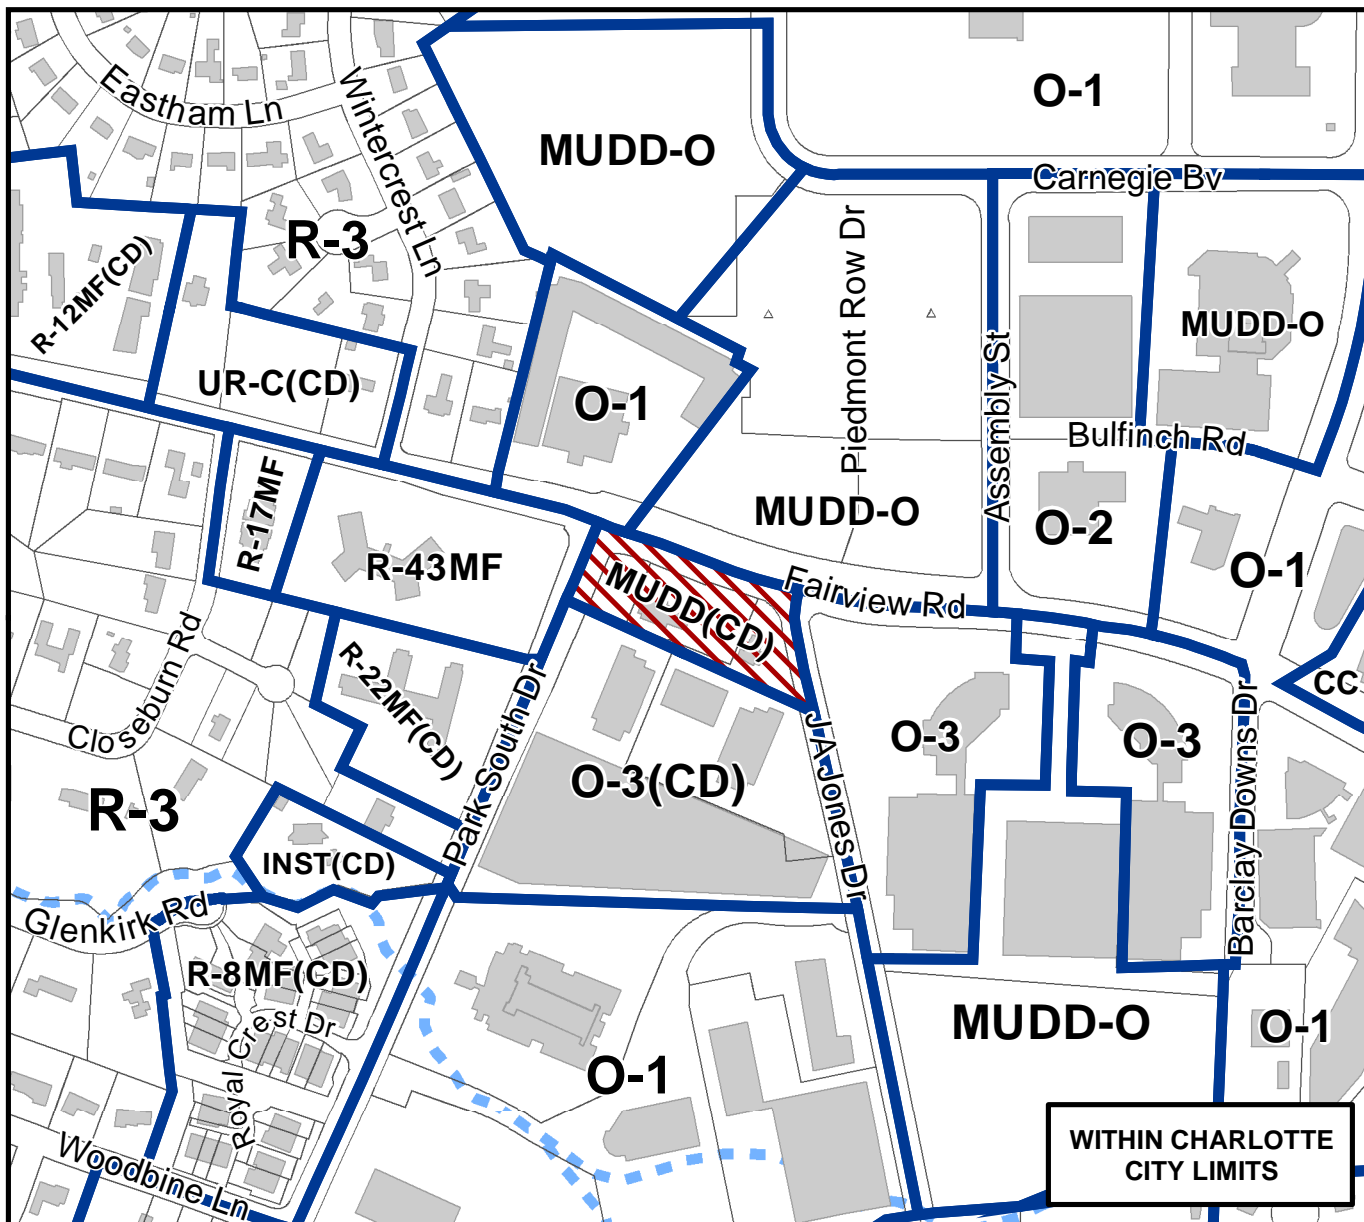 Eastham Ln
Wintercrest Ln
MUDD-O
O-1
Carnegie Bv
R-3
R-12MF(CD)
UR-C(CD)
O-1
Piedmont Row Dr
Assembly St
MUDD-O
Bulfinch Rd
R-17MF
R-43MF
MUDD-O
O-2
O-1
MUDD(CD)
Fairview Rd
Closeburn Rd
R-22MF(CD)
Park South Dr
O-3(CD)
J A Jones Dr
O-3
O-3
CC
Barclay Downs Dr
R-3
INST(CD)
Glenkirk Rd
R-8MF(CD)
Royal Crest Dr
O-1
MUDD-O
O-1
Woodbine Ln
WITHIN CHARLOTTE
CITY LIMITS